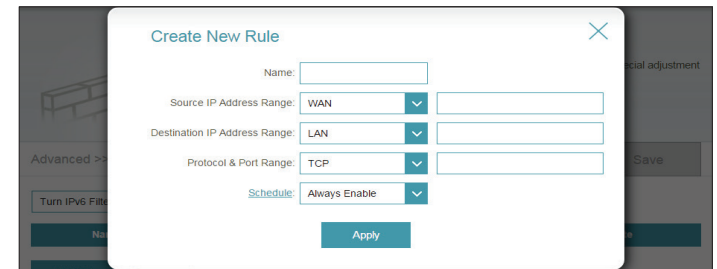 Create New Rule
Name:
ecial adjustment
Source IP Address Range: WAN
Destination IP Address Range: LAN
Advanced >>
Protocol & Port Range: TCP
Save
Schedule: Always Enable
Turn IPv6 Filte
Na
Apply